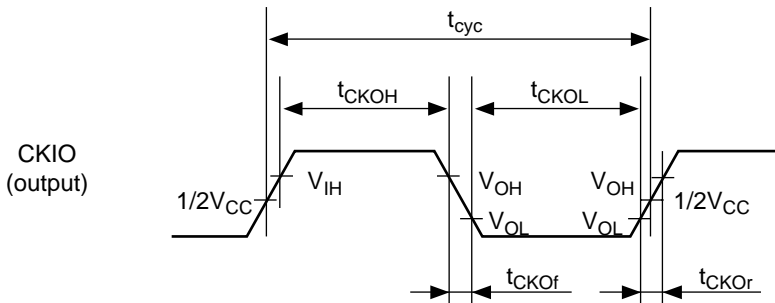 tcyc
tCKOH
tCKOL
CKIO
(output)
VIH
VOH
VOH
1/2VCC
1/2VCC
VOL
VOL
tCKOf
tCKOr